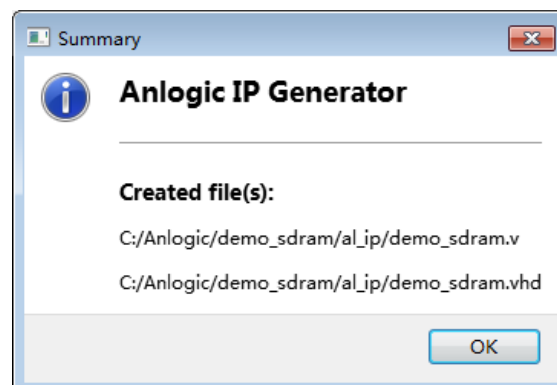 Summary
Anlogic IP Generator
Created file(s):
C:/Anlogic/demo_sdram/al_ip/demo_sdram.v
C:/Anlogic/demo_sdram/al_ip/demo_sdram.vhd
OK